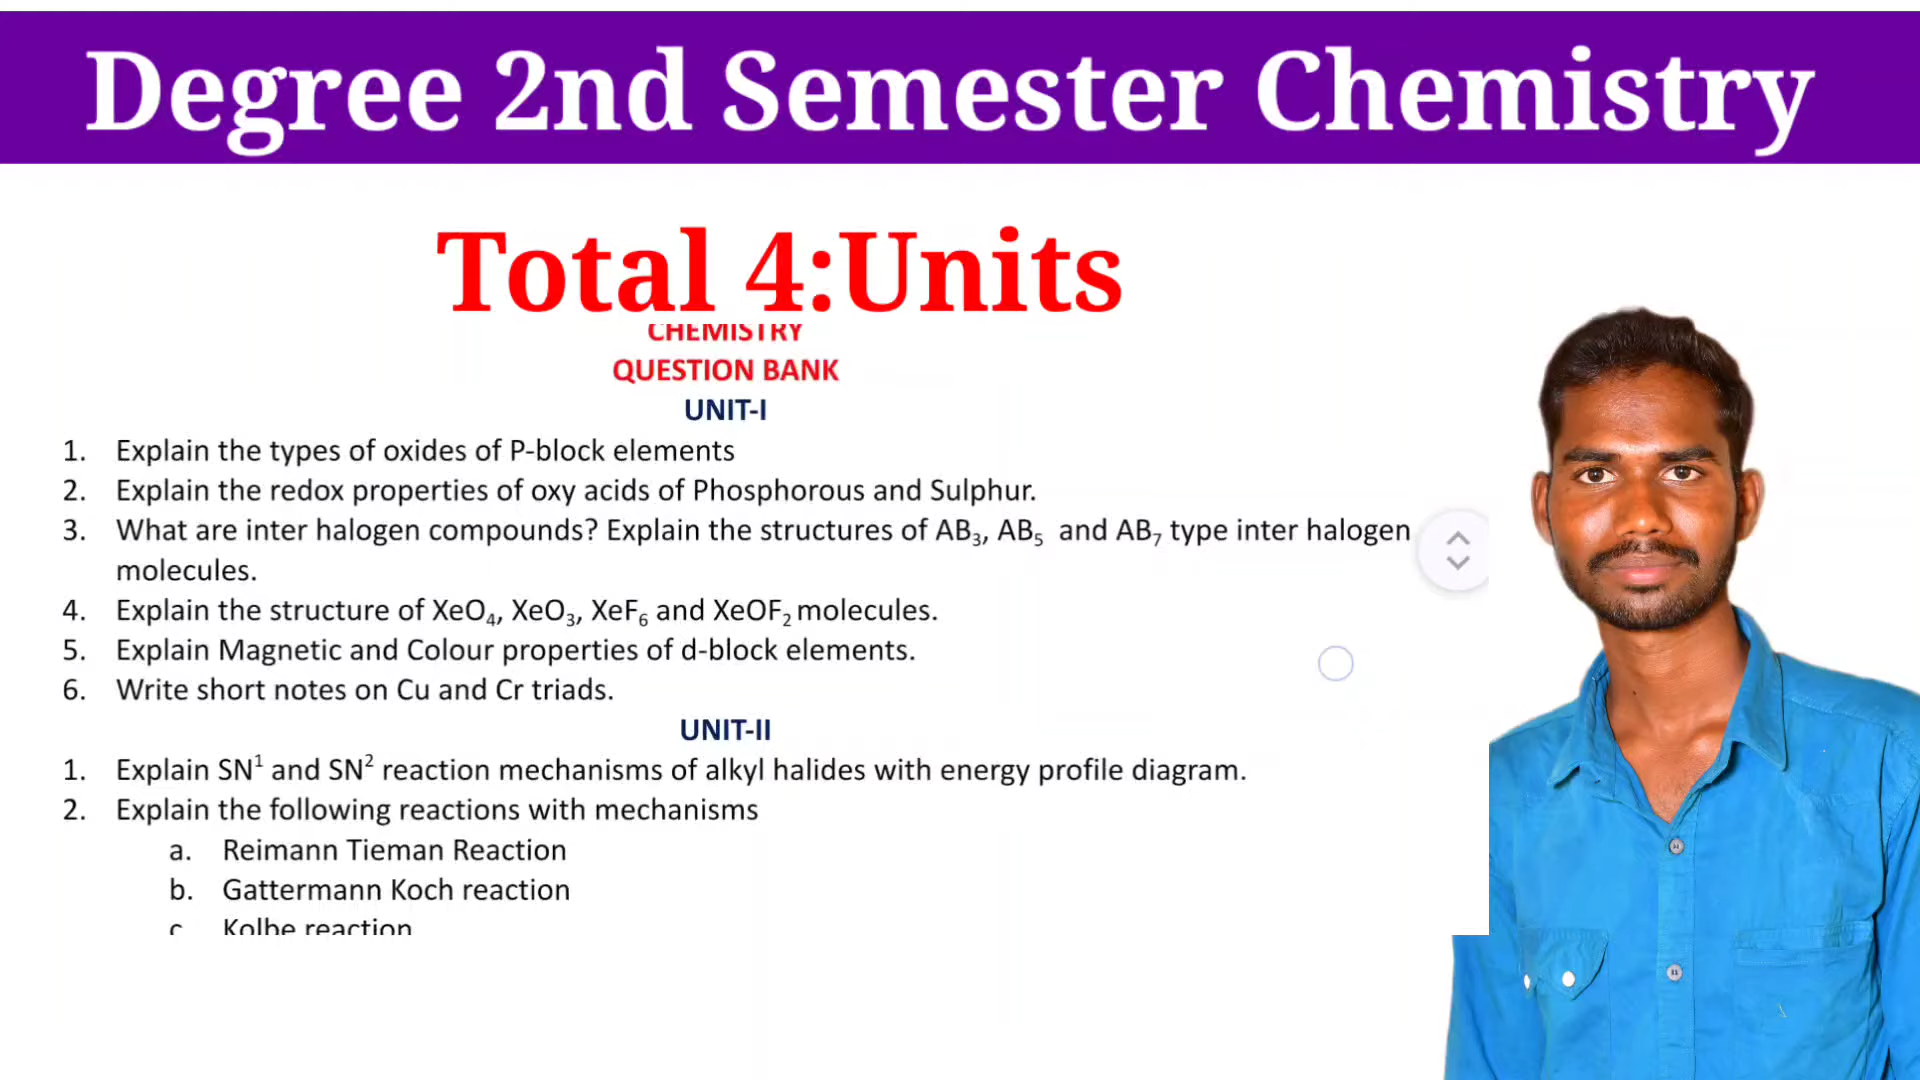 Degree 2nd Semester Chemistry
Total 4:Units
CHEMISTRY
QUESTION BANK
UNIT-I
1. Explain the types of oxides of P-block elements
2. Explain the redox properties of oxy acids of Phosphorous and Sulphur.
3. What are inter halogen compounds? Explain the structures of AB₃, AB₅ and AB₇ type inter halogen
molecules.
4. Explain the structure of XeO₄, XeO₃, XeF₆ and XeOF₂ molecules.
5. Explain Magnetic and Colour properties of d-block elements.
6. Write short notes on Cu and Cr triads.
UNIT-II
1. Explain SN¹ and SN² reaction mechanisms of alkyl halides with energy profile diagram.
2. Explain the following reactions with mechanisms
a. Reimann Tieman Reaction
b. Gattermann Koch reaction
c Kolbe reaction